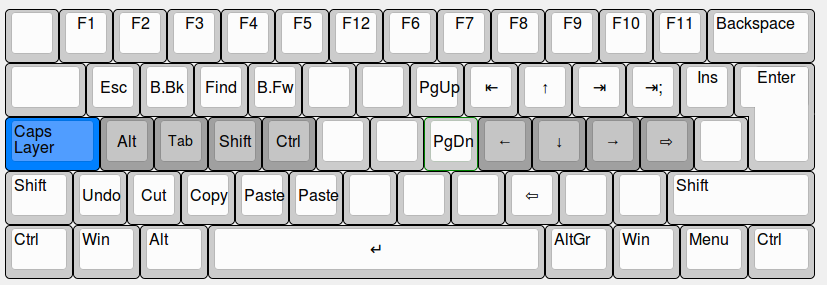 F1 F2 F3 F4 F5 F12 F6 F7 F8 F9 F10 F11 Backspace
Esc B.Bk Find B.Fw PgUp ⇤ ↑ ⇥ ⇥; Ins Enter
Caps
Layer Alt Tab Shift Ctrl PgDn ← ↓ → ⇨
Shift Undo Cut Copy Paste Paste ⇦ Shift
Ctrl Win Alt ↵ AltGr Win Menu Ctrl